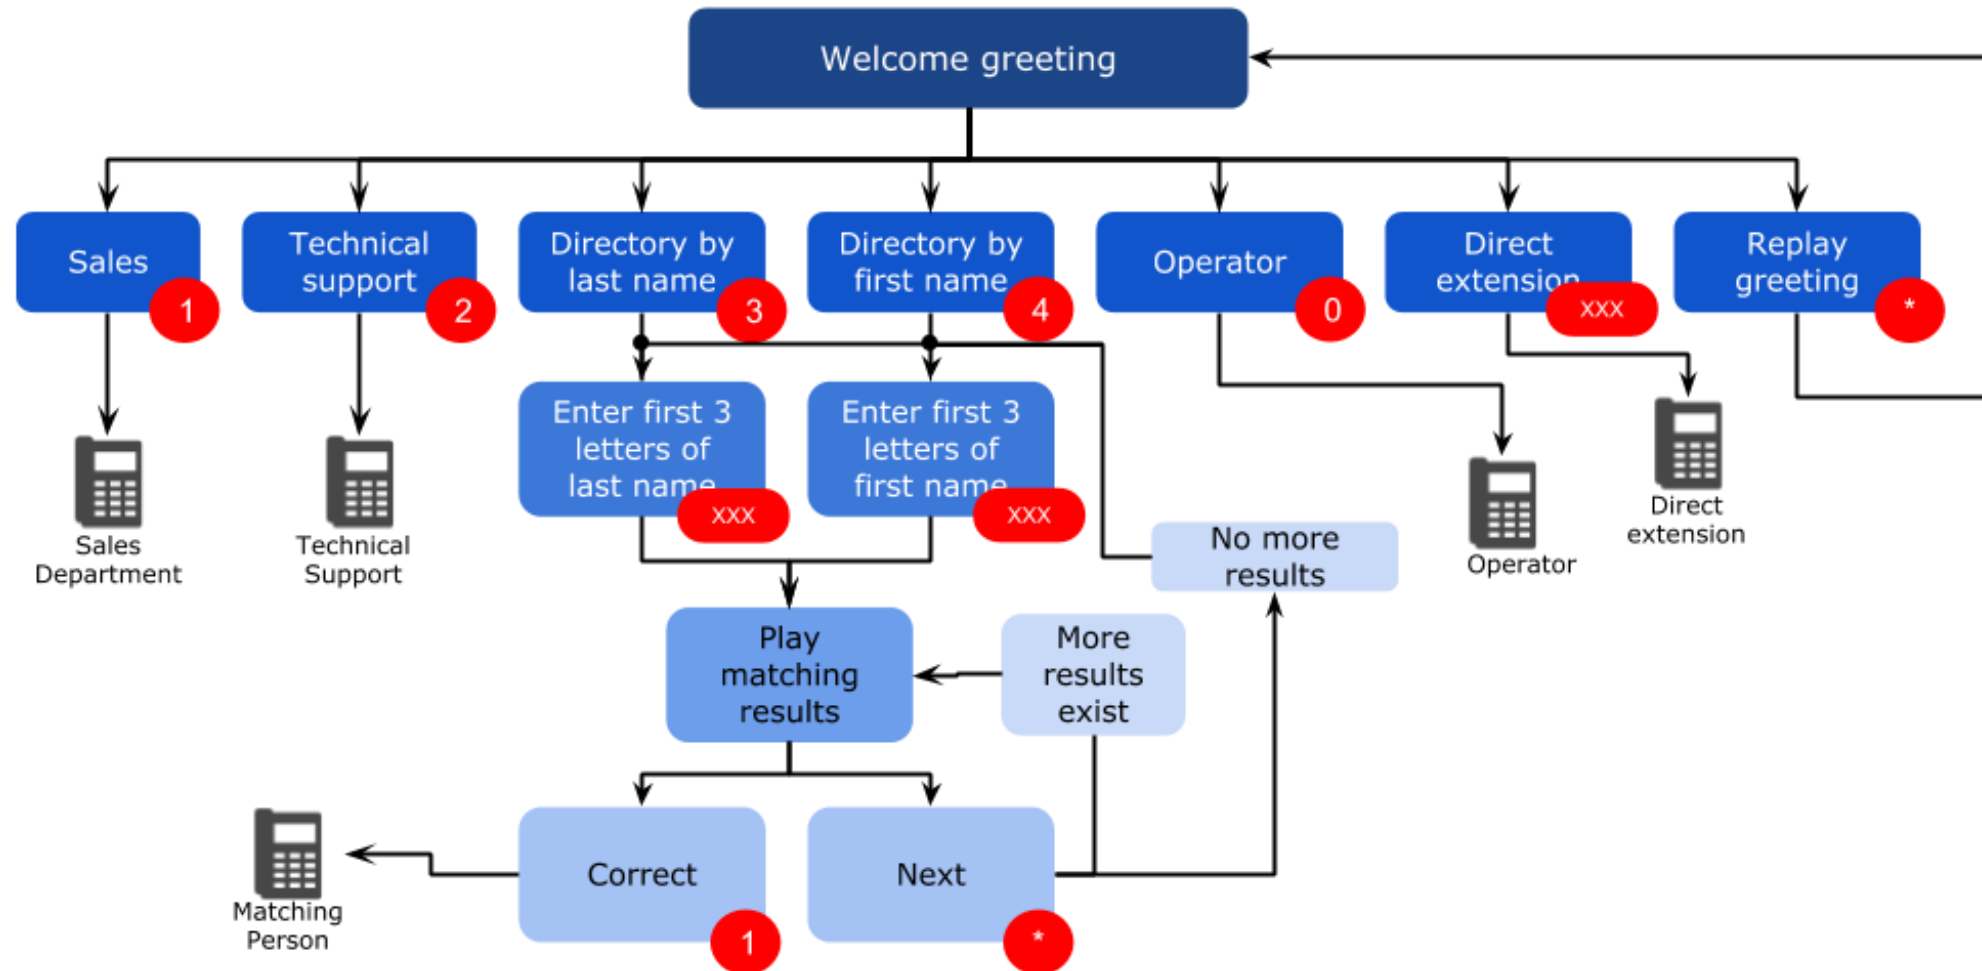 Welcome greeting
Sales
1
Technical
support
2
Directory by
last name
3
Directory by
first name
4
Operator
0
Direct
extension
xxx
Replay
greeting
*
Enter first 3
letters of
last name
xxx
Enter first 3
letters of
first name
xxx
Sales
Department
Technical
Support
Operator
Direct
extension
No more
results
Play
matching
results
More
results
exist
Matching
Person
Correct
1
Next
*